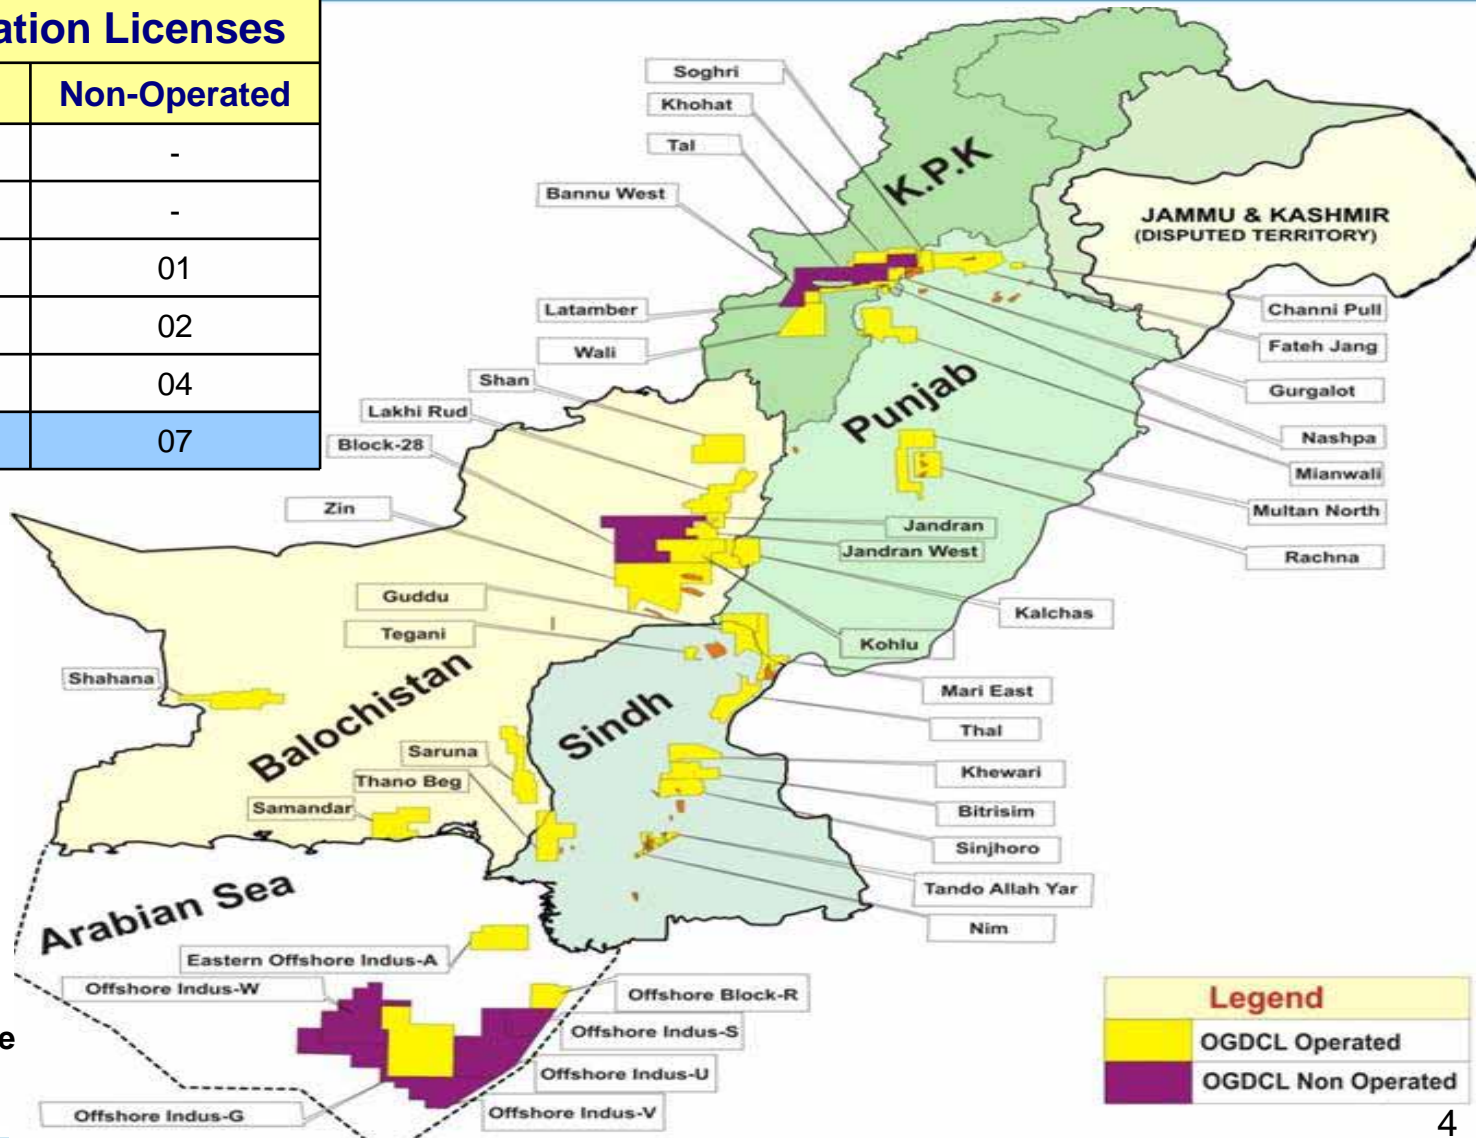 ation Licenses
Non-Operated
-
-
01
02
04
07
Soghri
Khohat
Tal
Bannu West
K.P.K
JAMMU & KASHMIR
(DISPUTED TERRITORY)
Latamber
Wali
Channi Pull
Fateh Jang
Gurgalot
Nashpa
Mianwali
Multan North
Rachna
Punjab
Shan
Lakhi Rud
Block-28
Zin
Jandran
Jandran West
Kalchas
Kohlu
Guddu
Tegani
Shahana
Balochistan
Sindh
Mari East
Thal
Khewari
Bitrisim
Sinjhoro
Tando Allah Yar
Nim
Saruna
Thano Beg
Samandar
Arabian Sea
Eastern Offshore Indus-A
Offshore Indus-W
Offshore Block-R
Offshore Indus-S
Offshore Indus-U
Offshore Indus-V
Offshore Indus-G
e
Legend
OGDCL Operated
OGDCL Non Operated
4